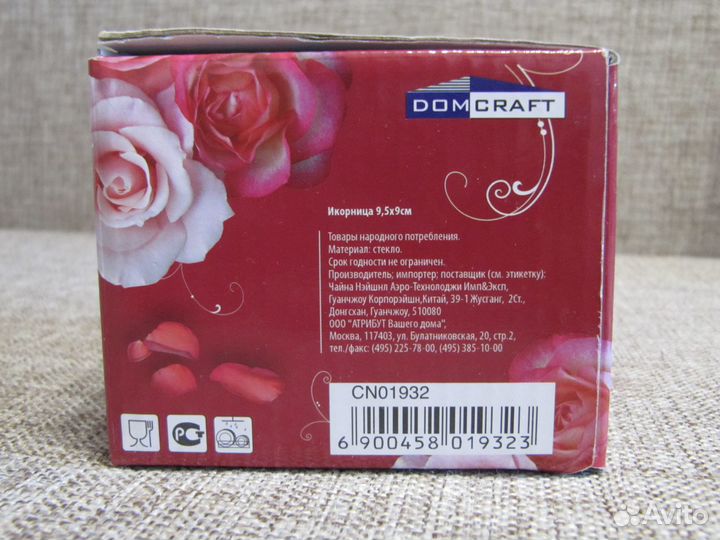 DOMCRAFT
Икорница 9,5х9см
Товары народного потребления.
Материал: стекло.
Срок годности не ограничен.
Производитель; импортер; поставщик (см. этикетку):
Чайна Нэйшнл Аэро-Технолоджи Имп&Эксп,
Гуанчжоу Корпорэйшн,Китай, 39-1 Жусганг, 2Ст.,
Донгсхан, Гуанчжоу, 510080
ООО "АТРИБУТ Вашего дома",
Москва, 117403, ул. Булатниковская, 20, стр.2,
тел./факс: (495) 225-78-00, (495) 385-10-00
CN01932
6 900458 019323
РСТ
Avito